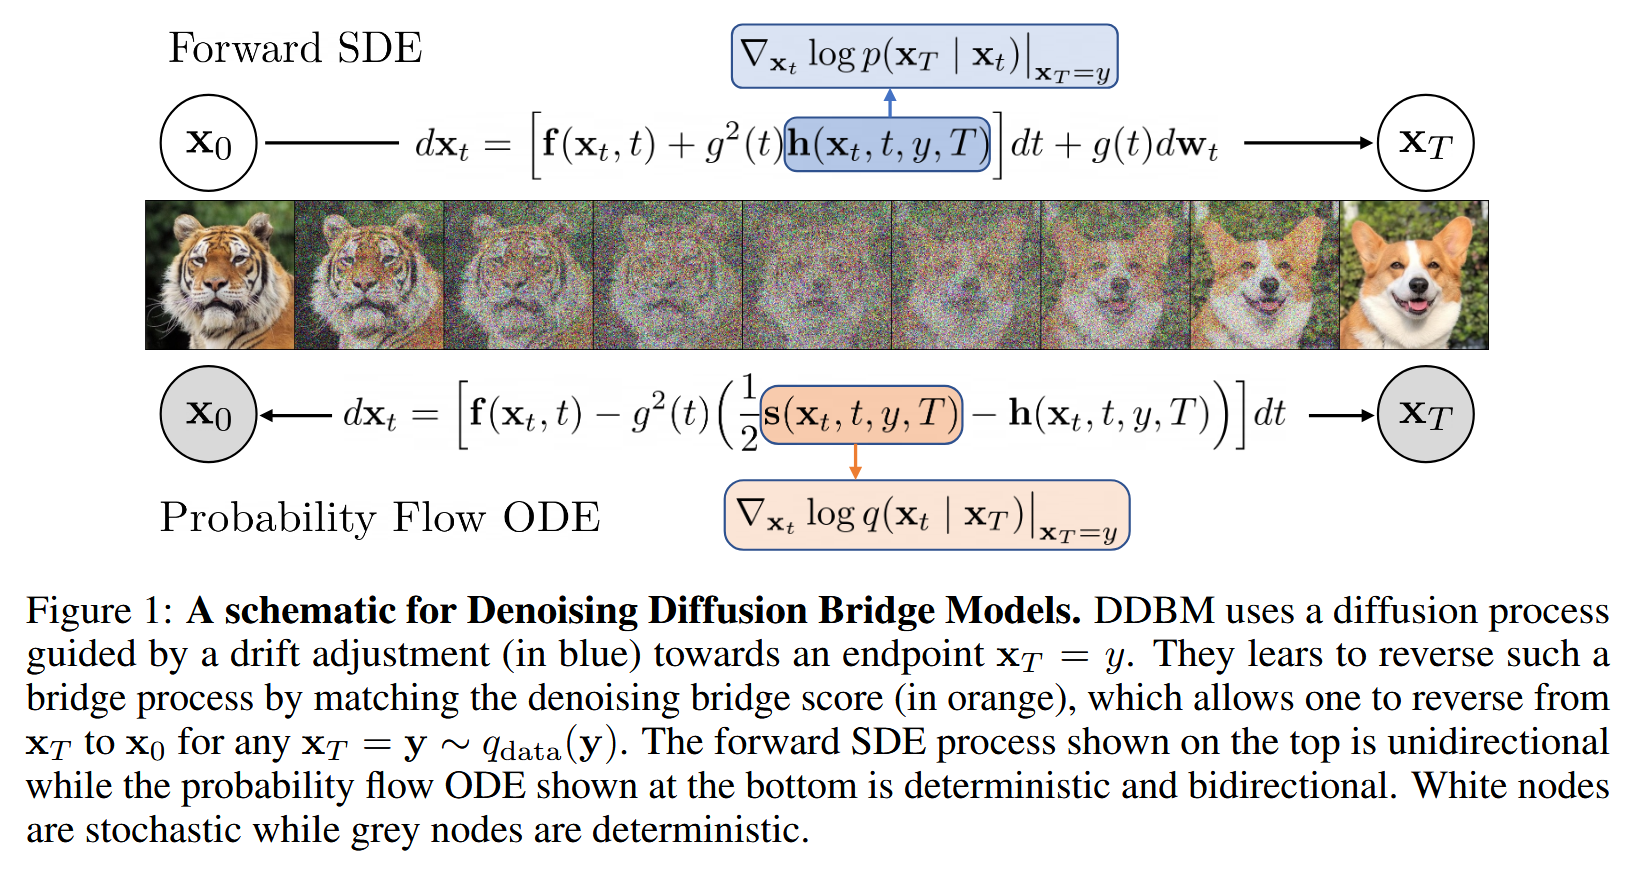 Forward SDE
∇_{𝐱_t} log p(𝐱_T | 𝐱_t)|_{𝐱_T=y}
𝐱_0 d𝐱_t = [𝐟(𝐱_t, t) + g²(t)𝐡(𝐱_t, t, y, T)]dt + g(t)d𝐰_t 𝐱_T
𝐱_0 d𝐱_t = [𝐟(𝐱_t, t) − g²(t)(1/2 𝐬(𝐱_t, t, y, T) − 𝐡(𝐱_t, t, y, T))]dt 𝐱_T
∇_{𝐱_t} log q(𝐱_t | 𝐱_T)|_{𝐱_T=y}
Probability Flow ODE
Figure 1: A schematic for Denoising Diffusion Bridge Models. DDBM uses a diffusion process
guided by a drift adjustment (in blue) towards an endpoint 𝐱_T = y. They lears to reverse such a
bridge process by matching the denoising bridge score (in orange), which allows one to reverse from
𝐱_T to 𝐱_0 for any 𝐱_T = 𝐲 ∼ q_data(𝐲). The forward SDE process shown on the top is unidirectional
while the probability flow ODE shown at the bottom is deterministic and bidirectional. White nodes
are stochastic while grey nodes are deterministic.